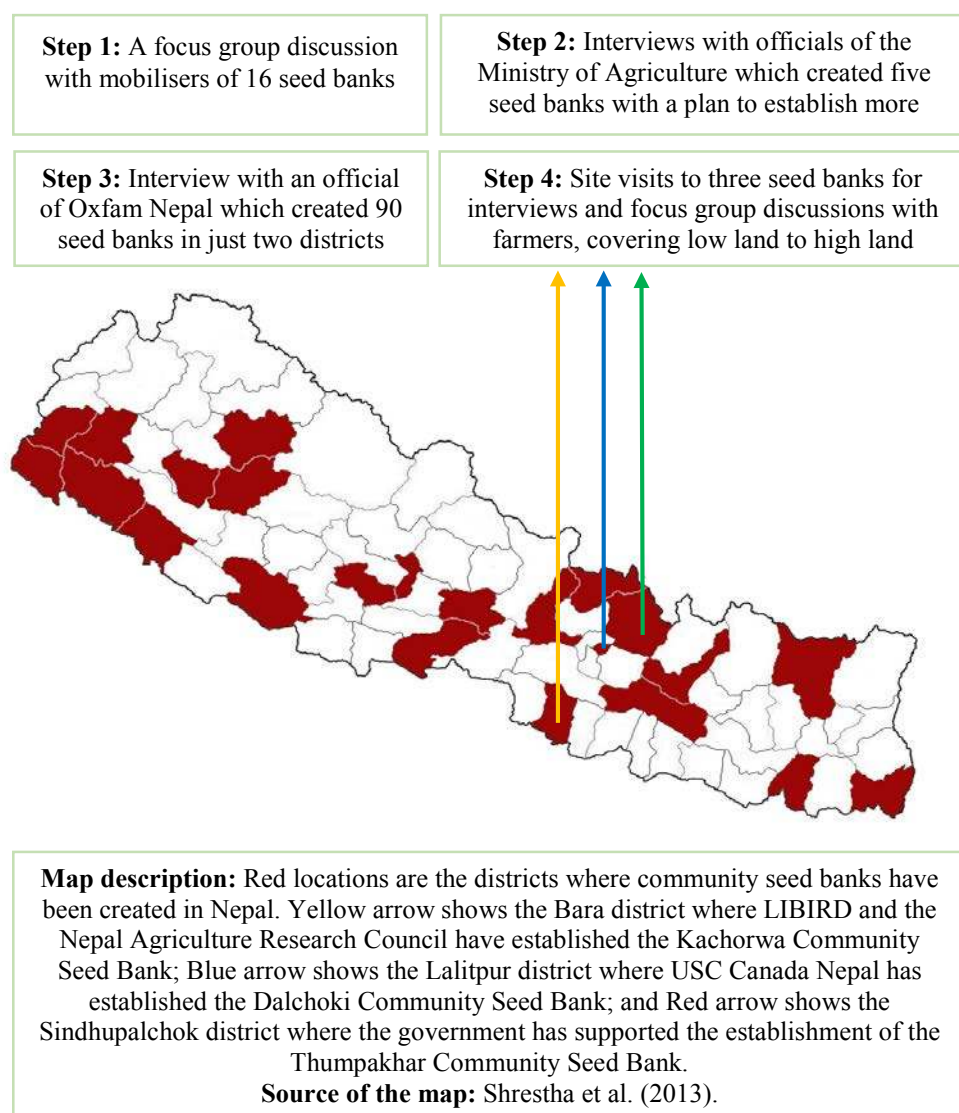 Step 1: A focus group discussion
with mobilisers of 16 seed banks
Step 2: Interviews with officials of the
Ministry of Agriculture which created five
seed banks with a plan to establish more
Step 3: Interview with an official
of Oxfam Nepal which created 90
seed banks in just two districts
Step 4: Site visits to three seed banks for
interviews and focus group discussions with
farmers, covering low land to high land
Map description: Red locations are the districts where community seed banks have
been created in Nepal. Yellow arrow shows the Bara district where LIBIRD and the
Nepal Agriculture Research Council have established the Kachorwa Community
Seed Bank; Blue arrow shows the Lalitpur district where USC Canada Nepal has
established the Dalchoki Community Seed Bank; and Red arrow shows the
Sindhupalchok district where the government has supported the establishment of the
Thumpakhar Community Seed Bank.
Source of the map: Shrestha et al. (2013).